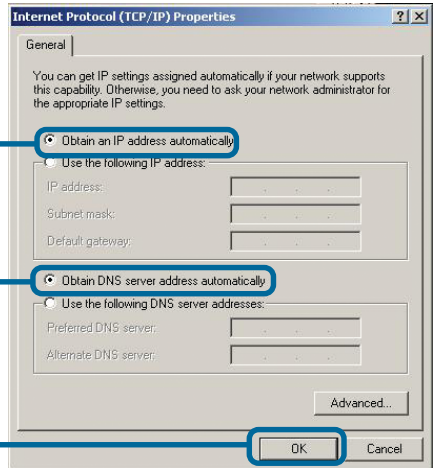 Internet Protocol (TCP/IP) Properties
General
You can get IP settings assigned automatically if your network supports
this capability. Otherwise, you need to ask your network administrator for
the appropriate IP settings.
Obtain an IP address automatically
Use the following IP address:
IP address:
Subnet mask:
Default gateway:
Obtain DNS server address automatically
Use the following DNS server addresses:
Preferred DNS server:
Alternate DNS server:
Advanced...
OK Cancel